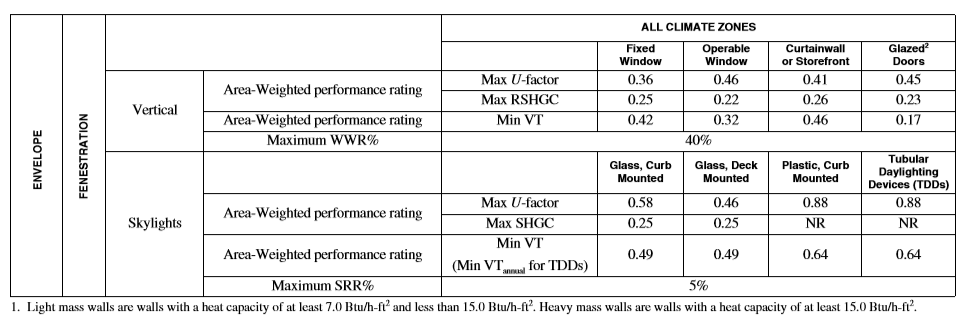 ALL CLIMATE ZONES
Fixed Window Operable Window Curtainwall or Storefront Glazed² Doors
ENVELOPE
FENESTRATION
Vertical
Area-Weighted performance rating
Max U-factor 0.36 0.46 0.41 0.45
Max RSHGC 0.25 0.22 0.26 0.23
Area-Weighted performance rating Min VT 0.42 0.32 0.46 0.17
Maximum WWR% 40%
Glass, Curb Mounted Glass, Deck Mounted Plastic, Curb Mounted Tubular Daylighting Devices (TDDs)
Skylights
Area-Weighted performance rating
Max U-factor 0.58 0.46 0.88 0.88
Max SHGC 0.25 0.25 NR NR
Area-Weighted performance rating
Min VT
(Min VTannual for TDDs) 0.49 0.49 0.64 0.64
Maximum SRR% 5%
1. Light mass walls are walls with a heat capacity of at least 7.0 Btu/h-ft² and less than 15.0 Btu/h-ft². Heavy mass walls are walls with a heat capacity of at least 15.0 Btu/h-ft².